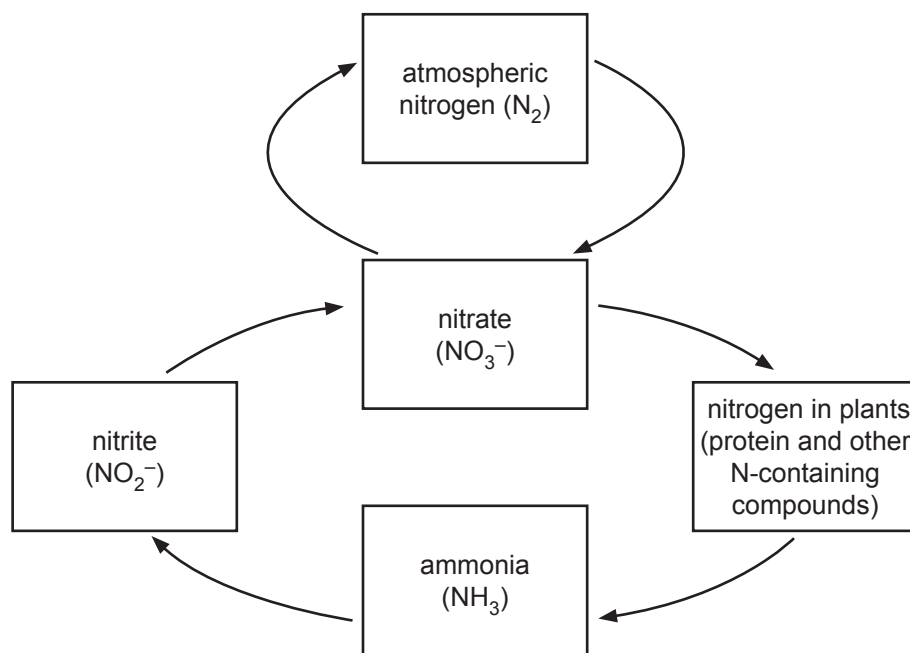 atmospheric
nitrogen (N₂)
nitrate
(NO₃⁻)
nitrite
(NO₂⁻)
nitrogen in plants
(protein and other
N-containing
compounds)
ammonia
(NH₃)